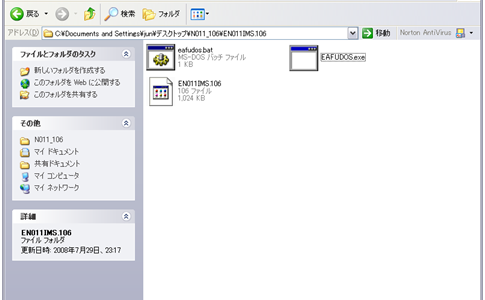 戻る 検索 フォルダ
アドレス(D) C:¥Documents and Settings¥jun¥デスクトップ¥N011_106¥EN011IMS.106 移動 Norton AntiVirus
ファイルとフォルダのタスク
新しいフォルダを作成する
このフォルダを Web に公開する
このフォルダを共有する
その他
N011_106
マイ ドキュメント
共有ドキュメント
マイ コンピュータ
マイ ネットワーク
詳細
EN011IMS.106
ファイル フォルダ
更新日時: 2008年7月29日、23:17
eafudos.bat
MS-DOS バッチ ファイル
1 KB
EAFUDOS.exe
EN011IMS.106
106 ファイル
1,024 KB